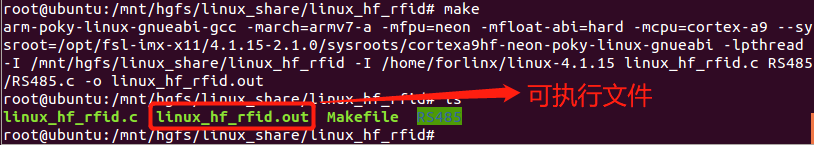 root@ubuntu:/mnt/hgfs/linux_share/linux_hf_rfid# make
arm-poky-linux-gnueabi-gcc -march=armv7-a -mfpu=neon -mfloat-abi=hard -mcpu=cortex-a9 --sy
sroot=/opt/fsl-imx-x11/4.1.15-2.1.0/sysroots/cortexa9hf-neon-poky-linux-gnueabi -lpthread
-I /mnt/hgfs/linux_share/linux_hf_rfid -I /home/forlinx/linux-4.1.15 linux_hf_rfid.c RS485
/RS485.c -o linux_hf_rfid.out
root@ubuntu:/mnt/hgfs/linux_share/linux_hf_rfid# ls
可执行文件
linux_hf_rfid.c linux_hf_rfid.out Makefile RS485
root@ubuntu:/mnt/hgfs/linux_share/linux_hf_rfid#